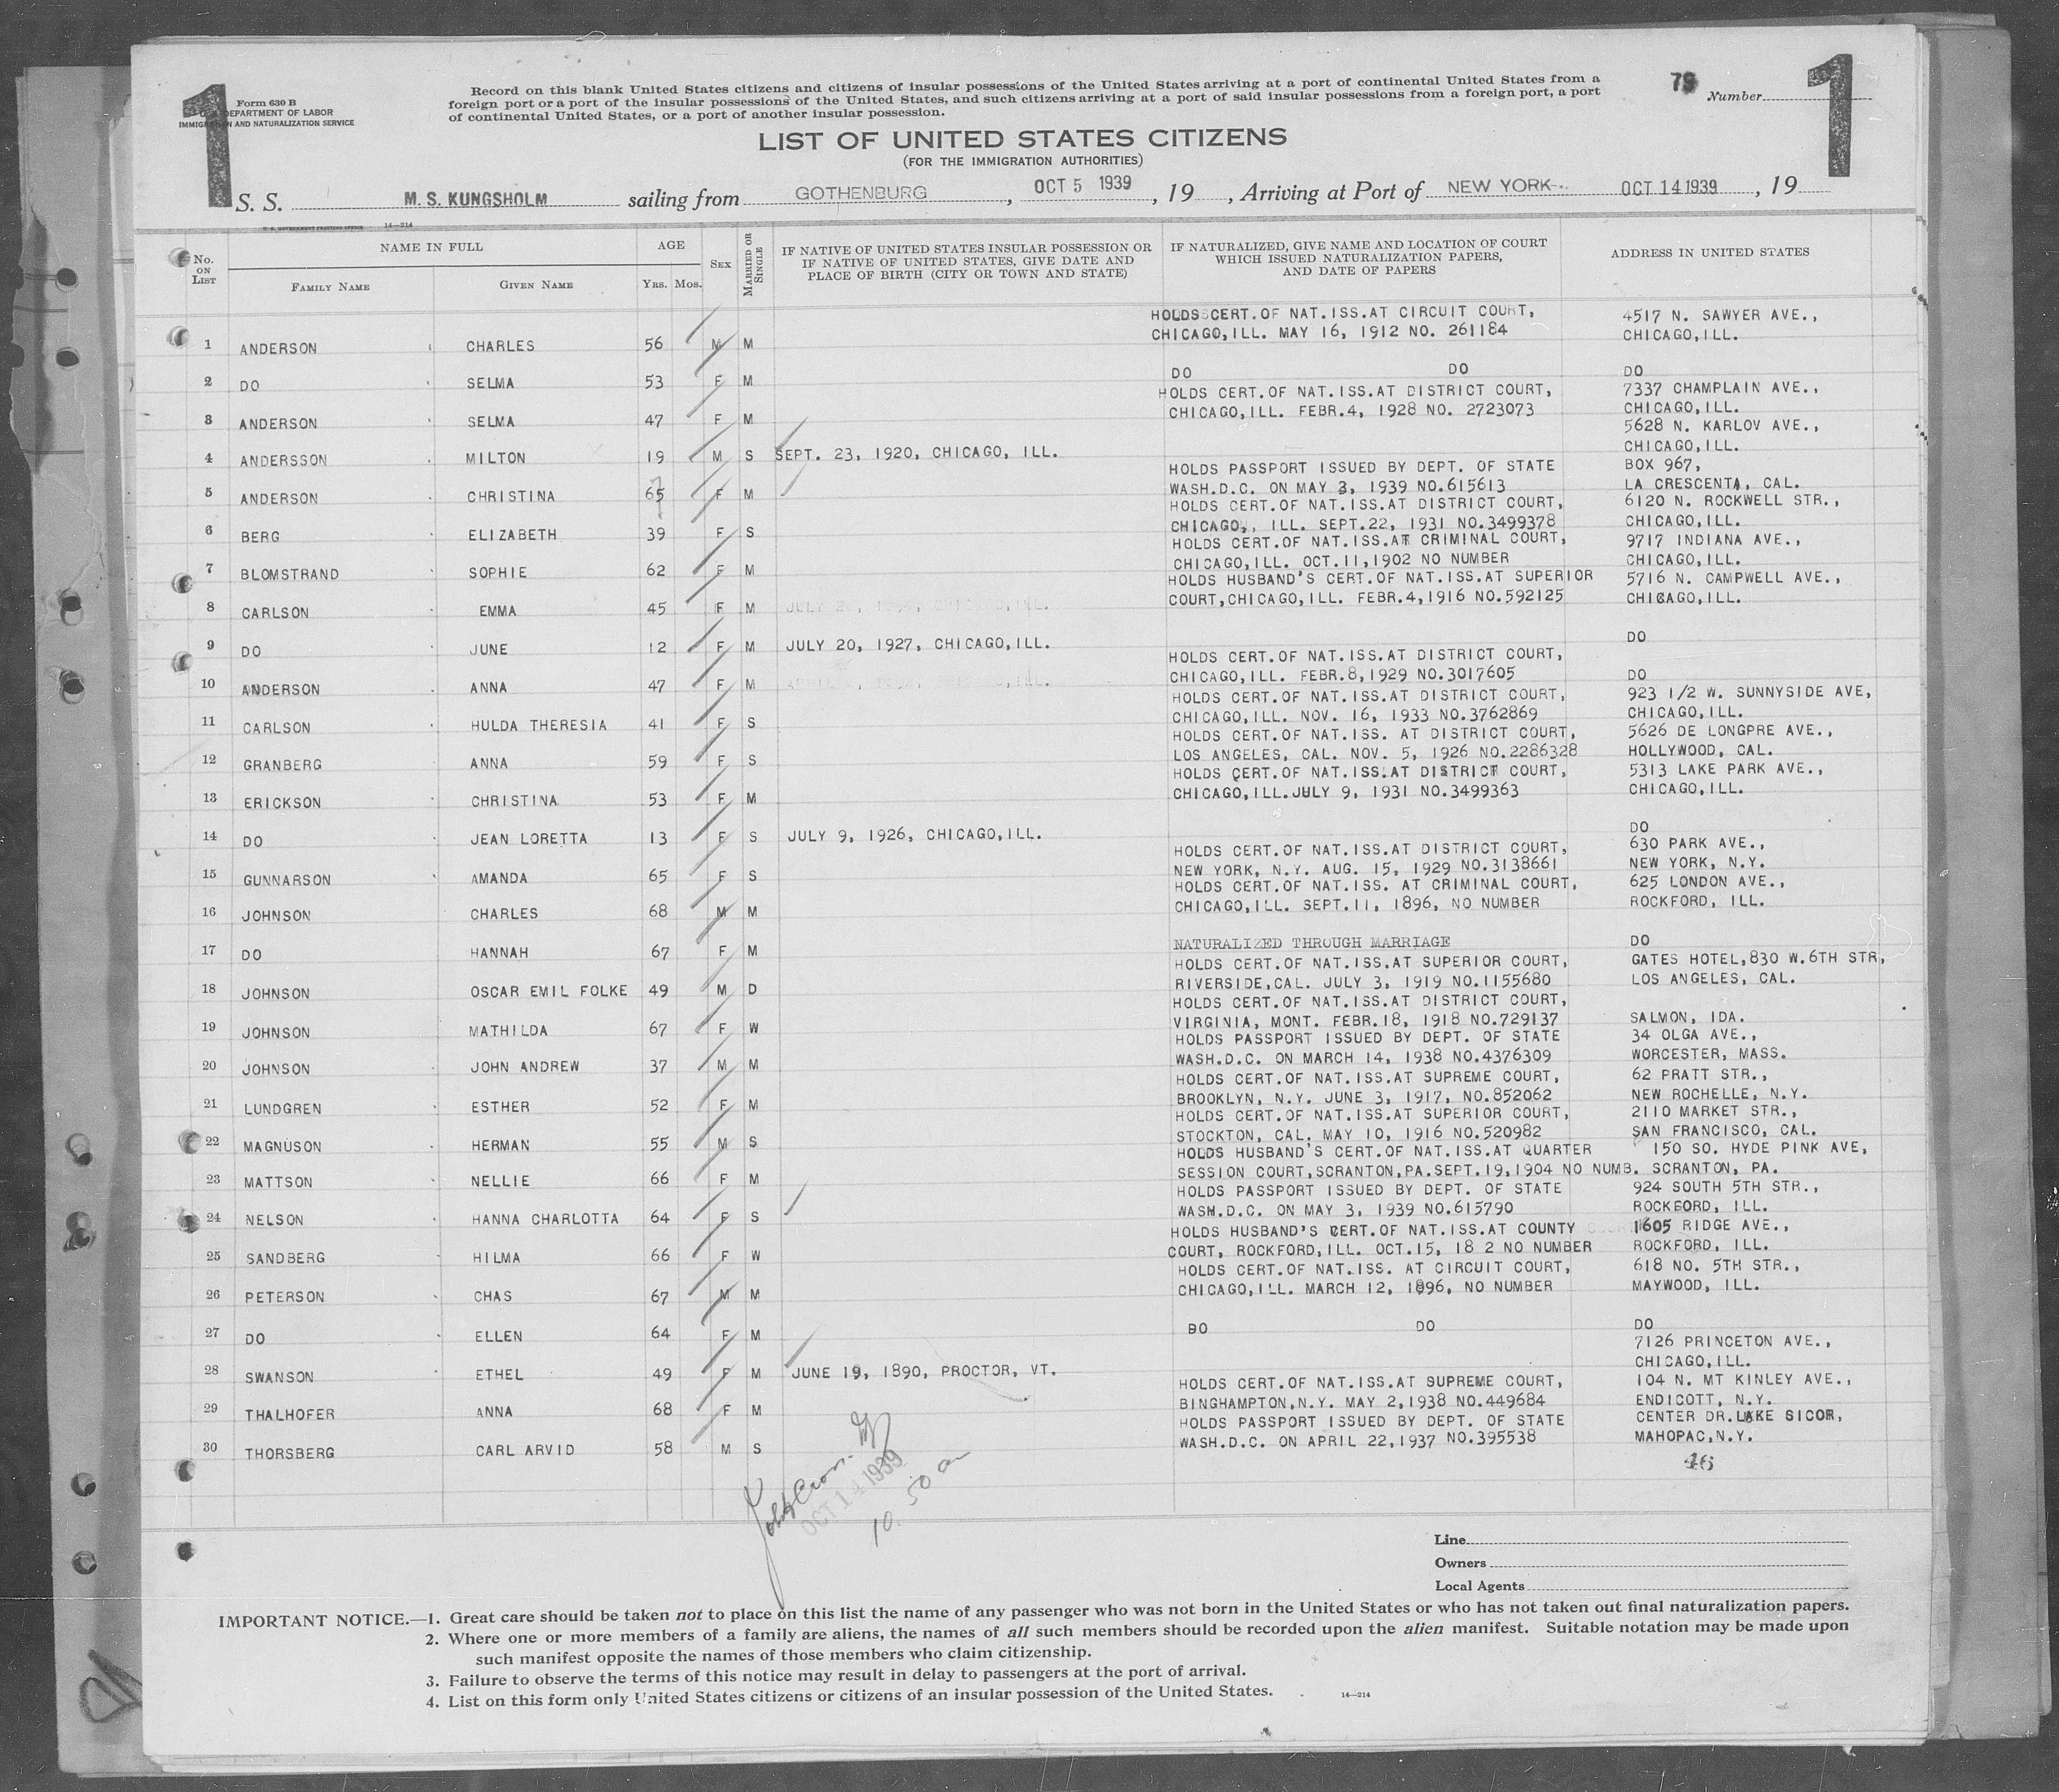 1
Form 630 B
DEPARTMENT OF LABOR
IMMIGRATION AND NATURALIZATION SERVICE
Record on this blank United States citizens and citizens of insular possessions of the United States arriving at a port of continental United States from a
foreign port or a port of the insular possessions of the United States, and such citizens arriving at a port of said insular possessions from a foreign port, a port
of continental United States, or a port of another insular possession.
79 Number
1
LIST OF UNITED STATES CITIZENS
(FOR THE IMMIGRATION AUTHORITIES)
S. S. M. S. KUNGSHOLM sailing from GOTHENBURG, OCT 5 1939, 19 , Arriving at Port of NEW YORK OCT 14 1939, 19
U. S. GOVERNMENT PRINTING OFFICE 14—214
No. ON LIST NAME IN FULL FAMILY NAME GIVEN NAME AGE YRS. MOS. SEX MARRIED OR SINGLE
IF NATIVE OF UNITED STATES INSULAR POSSESSION OR
IF NATIVE OF UNITED STATES, GIVE DATE AND
PLACE OF BIRTH (CITY OR TOWN AND STATE)
IF NATURALIZED, GIVE NAME AND LOCATION OF COURT
WHICH ISSUED NATURALIZATION PAPERS,
AND DATE OF PAPERS
ADDRESS IN UNITED STATES
HOLDS CERT.OF NAT.ISS.AT CIRCUIT COURT, 4517 N. SAWYER AVE.,
1 ANDERSON CHARLES 56 M M CHICAGO,ILL. MAY 16, 1912 NO. 261184 CHICAGO,ILL.
2 DO SELMA 53 F M DO DO DO
HOLDS CERT.OF NAT.ISS.AT DISTRICT COURT, 7337 CHAMPLAIN AVE.,
3 ANDERSON SELMA 47 F M CHICAGO,ILL. FEBR.4, 1928 NO. 2723073 CHICAGO,ILL.
5628 N. KARLOV AVE.,
4 ANDERSSON MILTON 19 M S SEPT. 23, 1920, CHICAGO, ILL. CHICAGO,ILL.
HOLDS PASSPORT ISSUED BY DEPT. OF STATE BOX 967,
5 ANDERSON CHRISTINA 65 F M WASH.D.C. ON MAY 3, 1939 NO.615613 LA CRESCENTA, CAL.
HOLDS CERT.OF NAT.ISS.AT DISTRICT COURT, 6120 N. ROCKWELL STR.,
6 BERG ELIZABETH 39 F S CHICAGO,, ILL. SEPT.22, 1931 NO.3499378 CHICAGO,ILL.
HOLDS CERT.OF NAT.ISS.AT CRIMINAL COURT, 9717 INDIANA AVE.,
7 BLOMSTRAND SOPHIE 62 F M CHICAGO,ILL. OCT.11,1902 NO NUMBER CHICAGO,ILL.
HOLDS HUSBAND'S CERT.OF NAT.ISS.AT SUPERIOR 5716 N. CAMPWELL AVE.,
8 CARLSON EMMA 45 F M COURT,CHICAGO,ILL. FEBR.4,1916 NO.592125 CHICAGO,ILL.
9 DO JUNE 12 F M JULY 20, 1927, CHICAGO,ILL. DO
HOLDS CERT.OF NAT.ISS.AT DISTRICT COURT,
10 ANDERSON ANNA 47 F M CHICAGO,ILL. FEBR.8,1929 NO.3017605 DO
HOLDS CERT.OF NAT.ISS.AT DISTRICT COURT, 923 1/2 W. SUNNYSIDE AVE,
11 CARLSON HULDA THERESIA 41 F S CHICAGO,ILL. NOV. 16, 1933 NO.3762869 CHICAGO,ILL.
HOLDS CERT.OF NAT.ISS. AT DISTRICT COURT, 5626 DE LONGPRE AVE.,
12 GRANBERG ANNA 59 F S LOS ANGELES, CAL. NOV. 5, 1926 NO.2286328 HOLLYWOOD, CAL.
HOLDS CERT.OF NAT.ISS.AT DISTRICT COURT, 5313 LAKE PARK AVE.,
13 ERICKSON CHRISTINA 53 F M CHICAGO,ILL.JULY 9, 1931 NO.3499363 CHICAGO,ILL.
14 DO JEAN LORETTA 13 F S JULY 9, 1926, CHICAGO,ILL. DO
HOLDS CERT.OF NAT.ISS.AT DISTRICT COURT, 630 PARK AVE.,
15 GUNNARSON AMANDA 65 F S NEW YORK, N.Y. AUG. 15, 1929 NO.3138661 NEW YORK, N.Y.
HOLDS CERT.OF NAT.ISS. AT CRIMINAL COURT, 625 LONDON AVE.,
16 JOHNSON CHARLES 68 M M CHICAGO,ILL. SEPT.11, 1896, NO NUMBER ROCKFORD, ILL.
17 DO HANNAH 67 F M NATURALIZED THROUGH MARRIAGE DO
HOLDS CERT.OF NAT.ISS.AT SUPERIOR COURT, GATES HOTEL,830 W.6TH STR,
18 JOHNSON OSCAR EMIL FOLKE 49 M D RIVERSIDE,CAL. JULY 3, 1919 NO.1155680 LOS ANGELES, CAL.
HOLDS CERT.OF NAT.ISS.AT DISTRICT COURT,
19 JOHNSON MATHILDA 67 F W VIRGINIA, MONT. FEBR.18, 1918 NO.729137 SALMON, IDA.
HOLDS PASSPORT ISSUED BY DEPT. OF STATE 34 OLGA AVE.,
20 JOHNSON JOHN ANDREW 37 M M WASH.D.C. ON MARCH 14, 1938 NO.4376309 WORCESTER, MASS.
HOLDS CERT.OF NAT.ISS.AT SUPREME COURT, 62 PRATT STR.,
21 LUNDGREN ESTHER 52 F M BROOKLYN, N.Y. JUNE 3, 1917, NO.852062 NEW ROCHELLE, N.Y.
HOLDS CERT.OF NAT.ISS.AT SUPERIOR COURT, 2110 MARKET STR.,
22 MAGNUSON HERMAN 55 M S STOCKTON, CAL. MAY 10, 1916 NO.520982 SAN FRANCISCO, CAL.
HOLDS HUSBAND'S CERT.OF NAT.ISS.AT QUARTER 150 SO. HYDE PINK AVE,
23 MATTSON NELLIE 66 F M SESSION COURT,SCRANTON,PA.SEPT.19,1904 NO NUMB. SCRANTON, PA.
HOLDS PASSPORT ISSUED BY DEPT. OF STATE 924 SOUTH 5TH STR.,
24 NELSON HANNA CHARLOTTA 64 F S WASH.D.C. ON MAY 3, 1939 NO.615790 ROCKFORD, ILL.
HOLDS HUSBAND'S CERT.OF NAT.ISS.AT COUNTY 1605 RIDGE AVE.,
25 SANDBERG HILMA 66 F W COURT, ROCKFORD,ILL. OCT.15, 18 2 NO NUMBER ROCKFORD, ILL.
HOLDS CERT.OF NAT.ISS. AT CIRCUIT COURT, 618 NO. 5TH STR.,
26 PETERSON CHAS 67 M M CHICAGO,ILL. MARCH 12, 1896, NO NUMBER MAYWOOD, ILL.
27 DO ELLEN 64 F M DO DO DO
7126 PRINCETON AVE.,
28 SWANSON ETHEL 49 F M JUNE 19, 1890, PROCTOR, VT. CHICAGO,ILL.
HOLDS CERT.OF NAT.ISS.AT SUPREME COURT, 104 N. MT KINLEY AVE.,
29 THALHOFER ANNA 68 F M BINGHAMPTON,N.Y. MAY 2,1938 NO.449684 ENDICOTT, N.Y.
HOLDS PASSPORT ISSUED BY DEPT. OF STATE CENTER DR.LAKE SICOR,
30 THORSBERG CARL ARVID 58 M S WASH.D.C. ON APRIL 22,1937 NO.395538 MAHOPAC,N.Y.
46
OCT 14 1939
10 50 am
Line
Owners
Local Agents
IMPORTANT NOTICE.—1. Great care should be taken not to place on this list the name of any passenger who was not born in the United States or who has not taken out final naturalization papers.
2. Where one or more members of a family are aliens, the names of all such members should be recorded upon the alien manifest. Suitable notation may be made upon
such manifest opposite the names of those members who claim citizenship.
3. Failure to observe the terms of this notice may result in delay to passengers at the port of arrival.
4. List on this form only United States citizens or citizens of an insular possession of the United States.
14—214